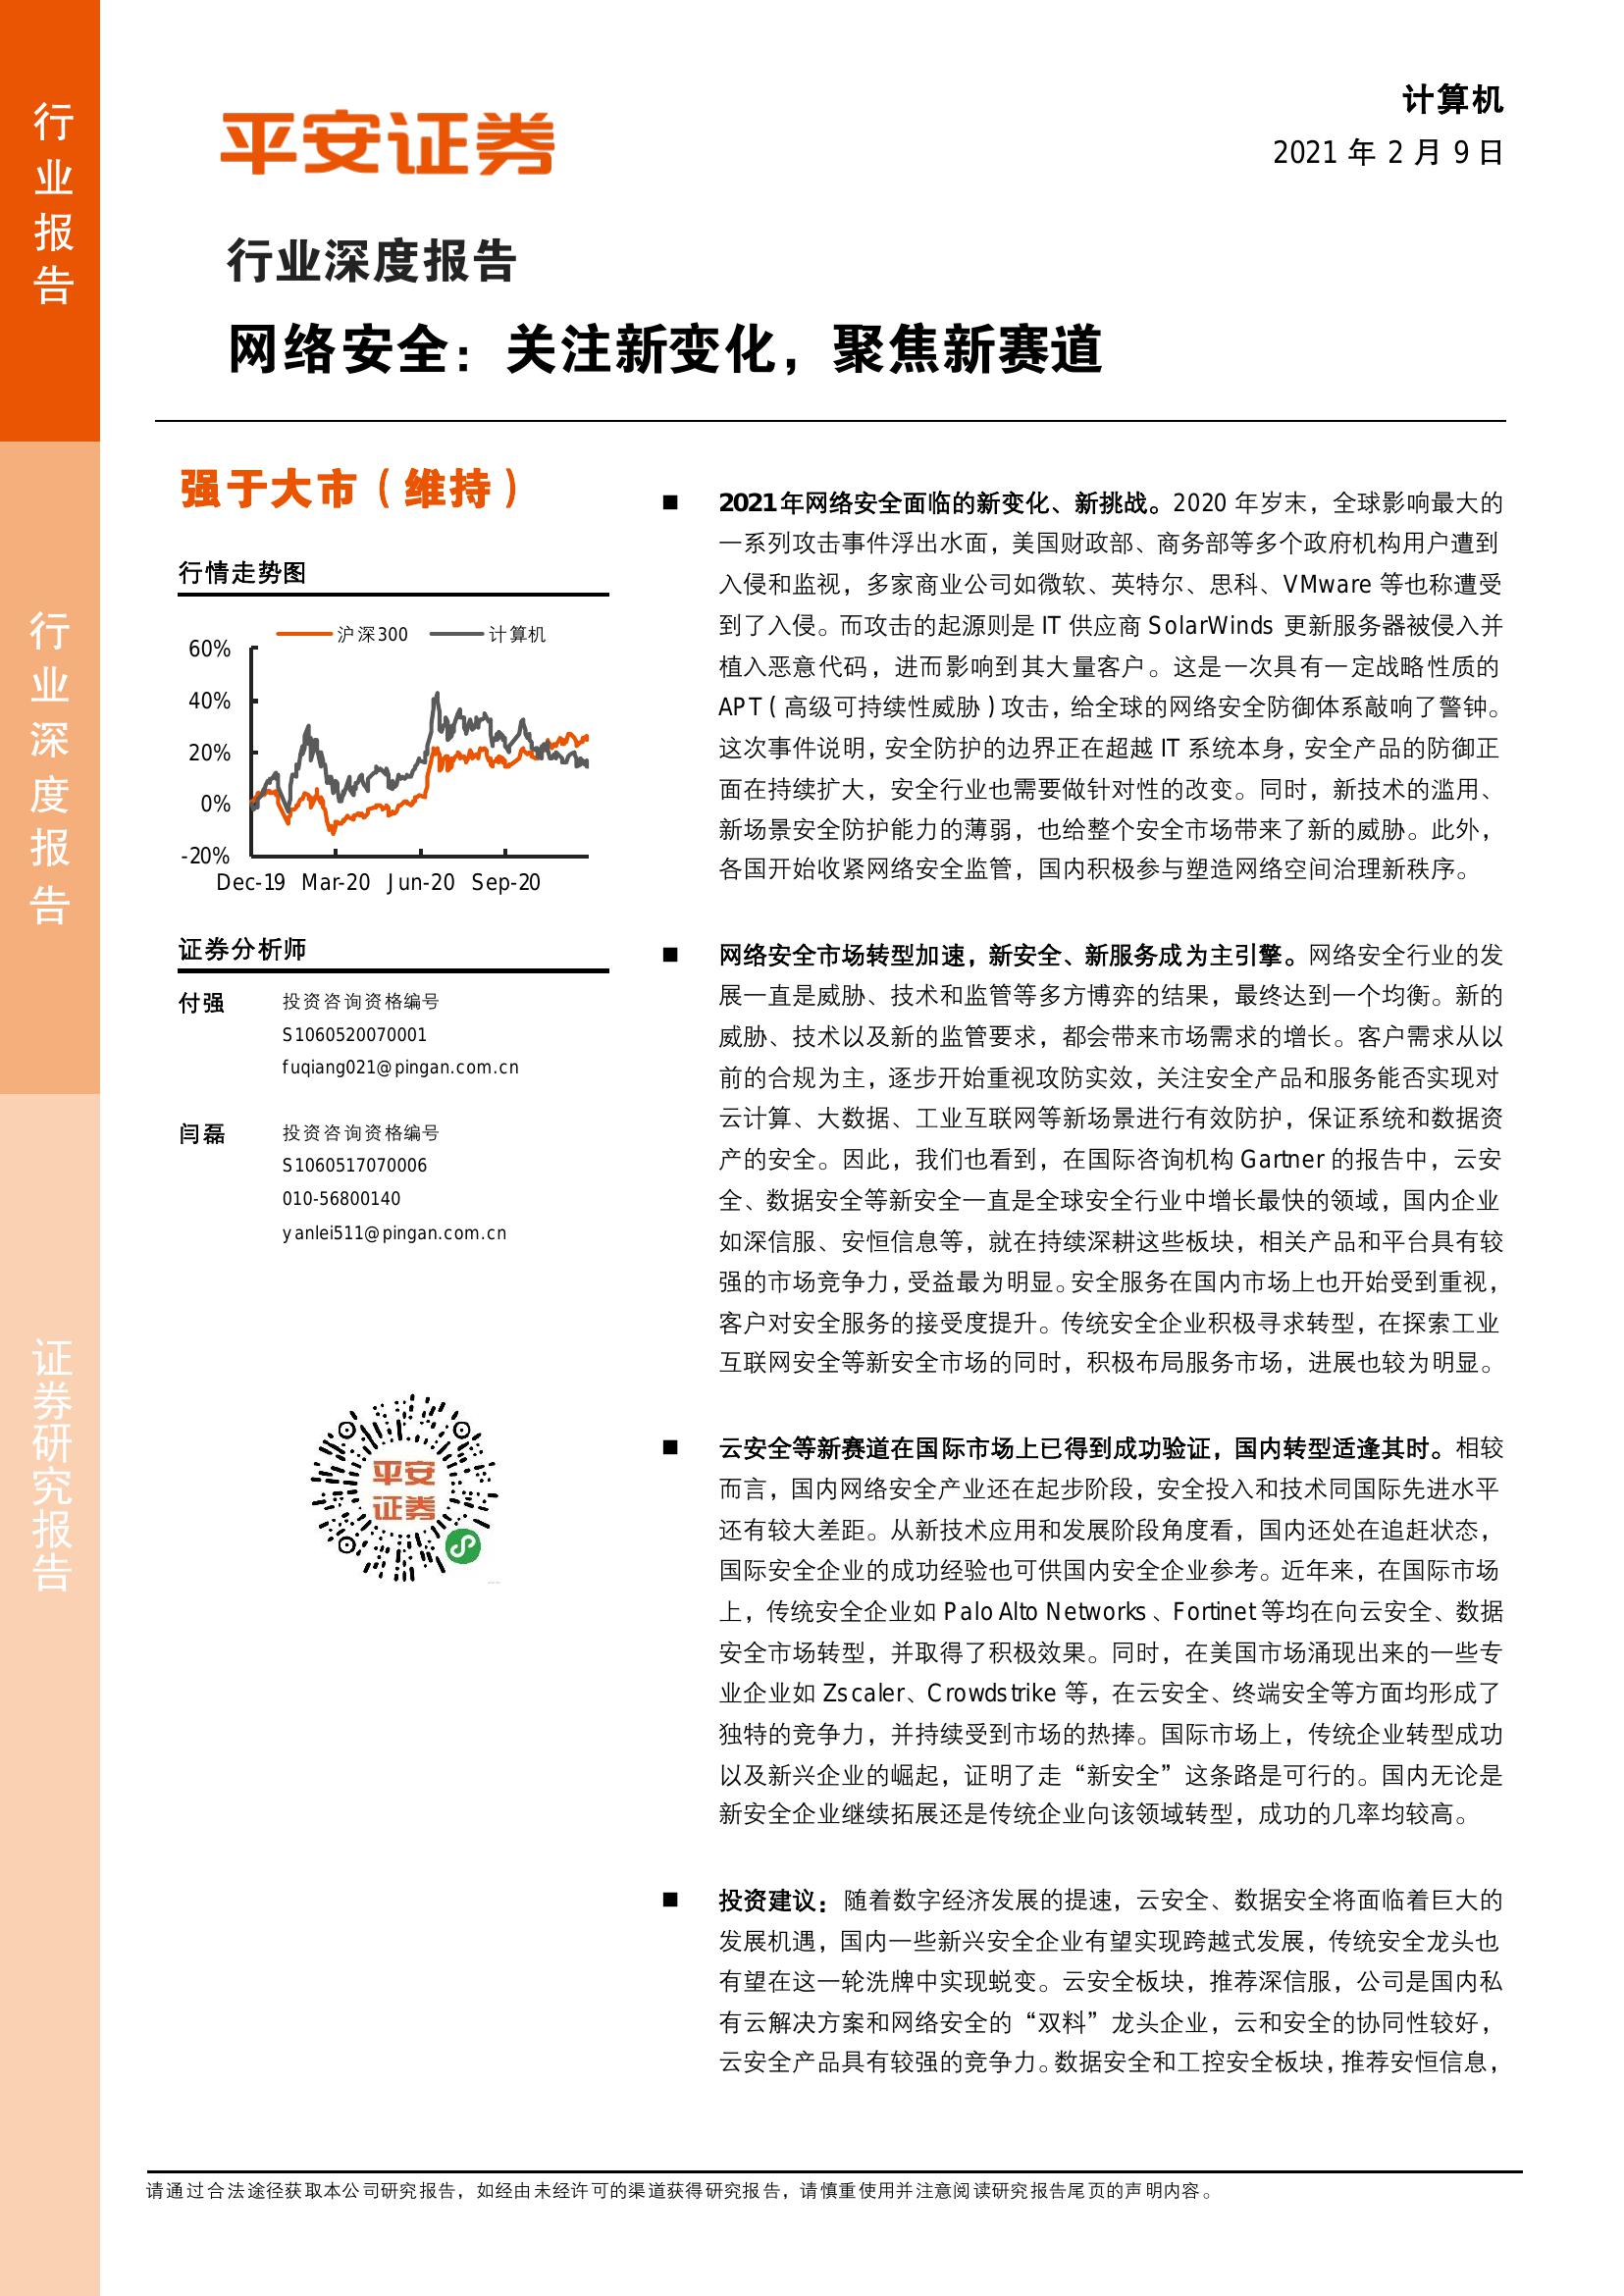 行业报告
行业深度报告
证券研究报告
平安证券
计算机
2021 年 2 月 9 日
行业深度报告
网络安全：关注新变化，聚焦新赛道
强于大市（维持）
行情走势图
沪深300 计算机
60%
40%
20%
0%
-20%
Dec-19 Mar-20 Jun-20 Sep-20
证券分析师
付强 投资咨询资格编号
S1060520070001
fuqiang021@pingan.com.cn
闫磊 投资咨询资格编号
S1060517070006
010-56800140
yanlei511@pingan.com.cn
平安
证券
■ 2021年网络安全面临的新变化、新挑战。2020 年岁末，全球影响最大的
一系列攻击事件浮出水面，美国财政部、商务部等多个政府机构用户遭到
入侵和监视，多家商业公司如微软、英特尔、思科、VMware 等也称遭受
到了入侵。而攻击的起源则是 IT 供应商 SolarWinds 更新服务器被侵入并
植入恶意代码，进而影响到其大量客户。这是一次具有一定战略性质的
APT（高级可持续性威胁）攻击，给全球的网络安全防御体系敲响了警钟。
这次事件说明，安全防护的边界正在超越 IT 系统本身，安全产品的防御正
面在持续扩大，安全行业也需要做针对性的改变。同时，新技术的滥用、
新场景安全防护能力的薄弱，也给整个安全市场带来了新的威胁。此外，
各国开始收紧网络安全监管，国内积极参与塑造网络空间治理新秩序。
■ 网络安全市场转型加速，新安全、新服务成为主引擎。网络安全行业的发
展一直是威胁、技术和监管等多方博弈的结果，最终达到一个均衡。新的
威胁、技术以及新的监管要求，都会带来市场需求的增长。客户需求从以
前的合规为主，逐步开始重视攻防实效，关注安全产品和服务能否实现对
云计算、大数据、工业互联网等新场景进行有效防护，保证系统和数据资
产的安全。因此，我们也看到，在国际咨询机构 Gartner 的报告中，云安
全、数据安全等新安全一直是全球安全行业中增长最快的领域，国内企业
如深信服、安恒信息等，就在持续深耕这些板块，相关产品和平台具有较
强的市场竞争力，受益最为明显。安全服务在国内市场上也开始受到重视，
客户对安全服务的接受度提升。传统安全企业积极寻求转型，在探索工业
互联网安全等新安全市场的同时，积极布局服务市场，进展也较为明显。
■ 云安全等新赛道在国际市场上已得到成功验证，国内转型适逢其时。相较
而言，国内网络安全产业还在起步阶段，安全投入和技术同国际先进水平
还有较大差距。从新技术应用和发展阶段角度看，国内还处在追赶状态，
国际安全企业的成功经验也可供国内安全企业参考。近年来，在国际市场
上，传统安全企业如 Palo Alto Networks、Fortinet 等均在向云安全、数据
安全市场转型，并取得了积极效果。同时，在美国市场涌现出来的一些专
业企业如 Zscaler、Crowdstrike 等，在云安全、终端安全等方面均形成了
独特的竞争力，并持续受到市场的热捧。国际市场上，传统企业转型成功
以及新兴企业的崛起，证明了走“新安全”这条路是可行的。国内无论是
新安全企业继续拓展还是传统企业向该领域转型，成功的几率均较高。
■ 投资建议：随着数字经济发展的提速，云安全、数据安全将面临着巨大的
发展机遇，国内一些新兴安全企业有望实现跨越式发展，传统安全龙头也
有望在这一轮洗牌中实现蜕变。云安全板块，推荐深信服，公司是国内私
有云解决方案和网络安全的“双料”龙头企业，云和安全的协同性较好，
云安全产品具有较强的竞争力。数据安全和工控安全板块，推荐安恒信息，
请通过合法途径获取本公司研究报告，如经由未经许可的渠道获得研究报告，请慎重使用并注意阅读研究报告尾页的声明内容。